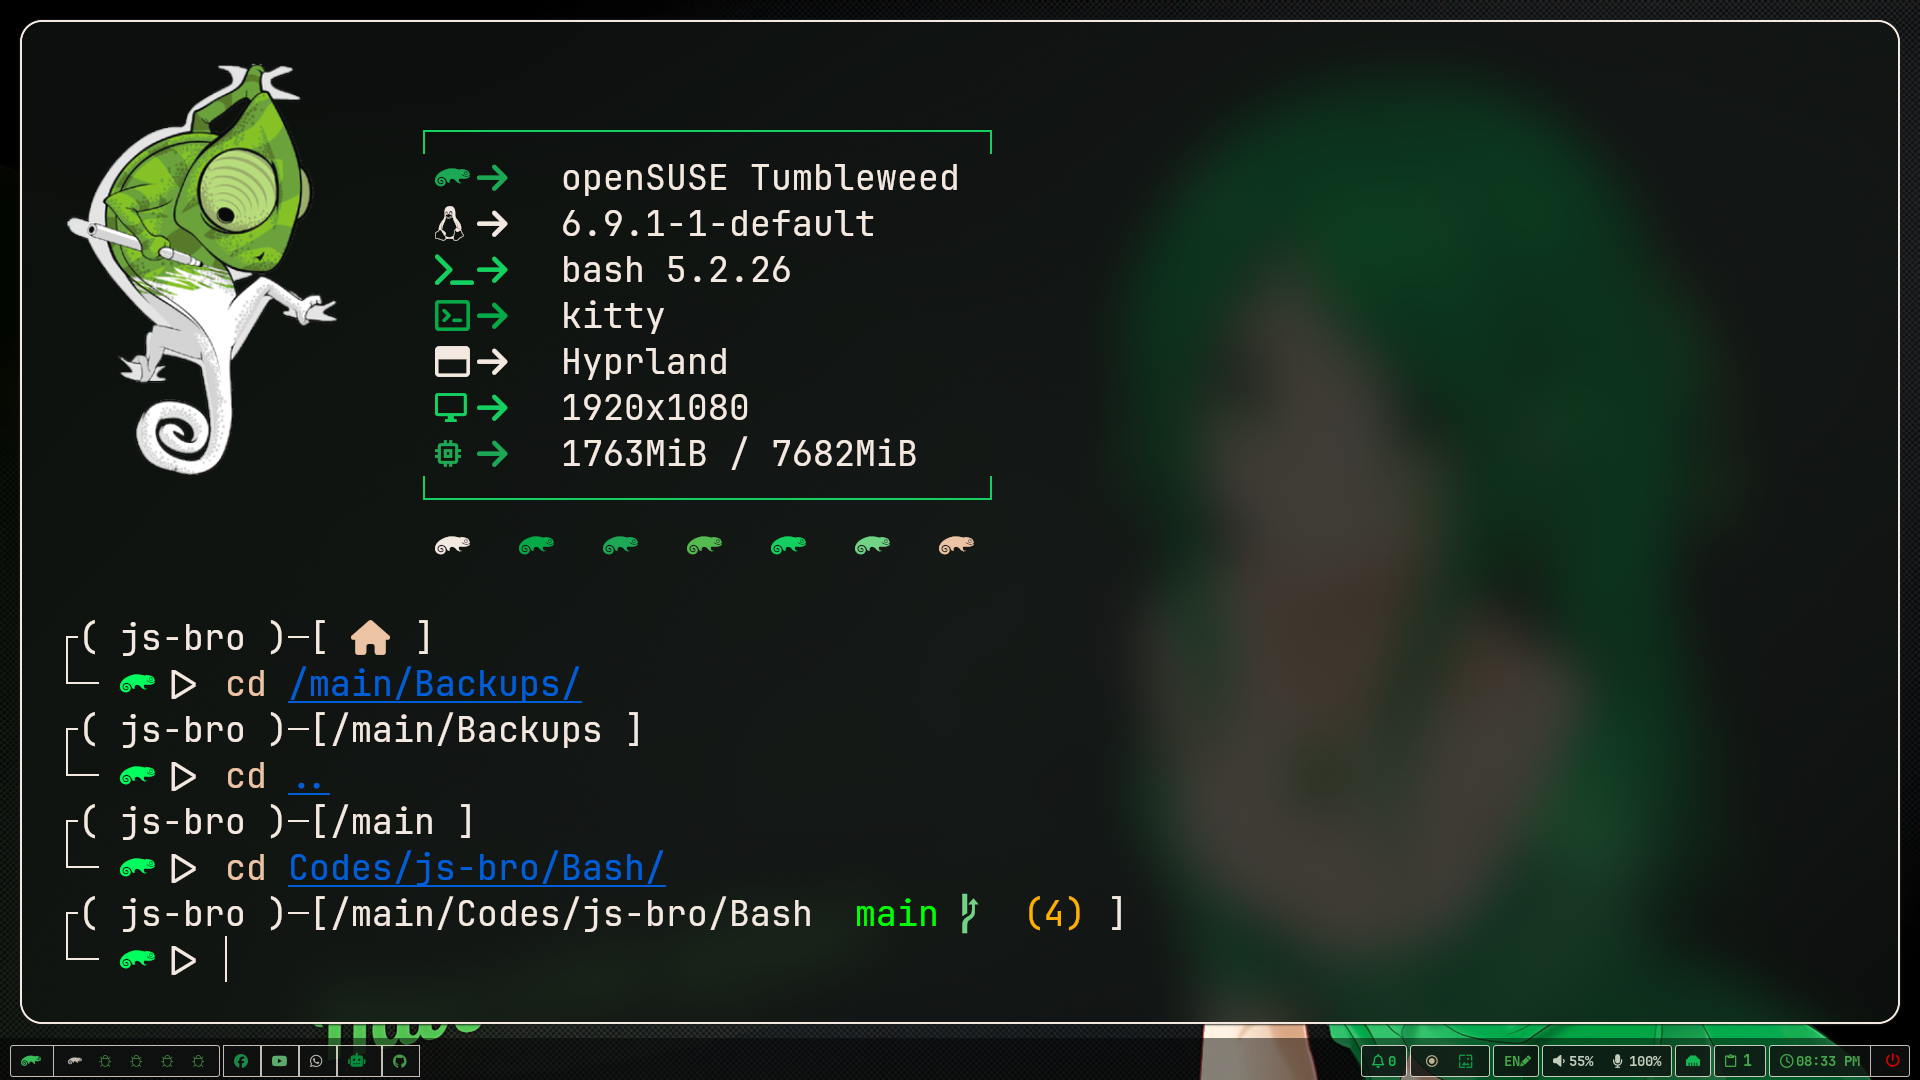 openSUSE Tumbleweed
6.9.1-1-default
bash 5.2.26
kitty
Hyprland
1920x1080
1763MiB / 7682MiB
( js-bro )─[ ]
cd /main/Backups/
( js-bro )─[/main/Backups ]
cd ..
( js-bro )─[/main ]
cd Codes/js-bro/Bash/
( js-bro )─[/main/Codes/js-bro/Bash main (4) ]
0 EN 55% 100% 1 08:33 PM